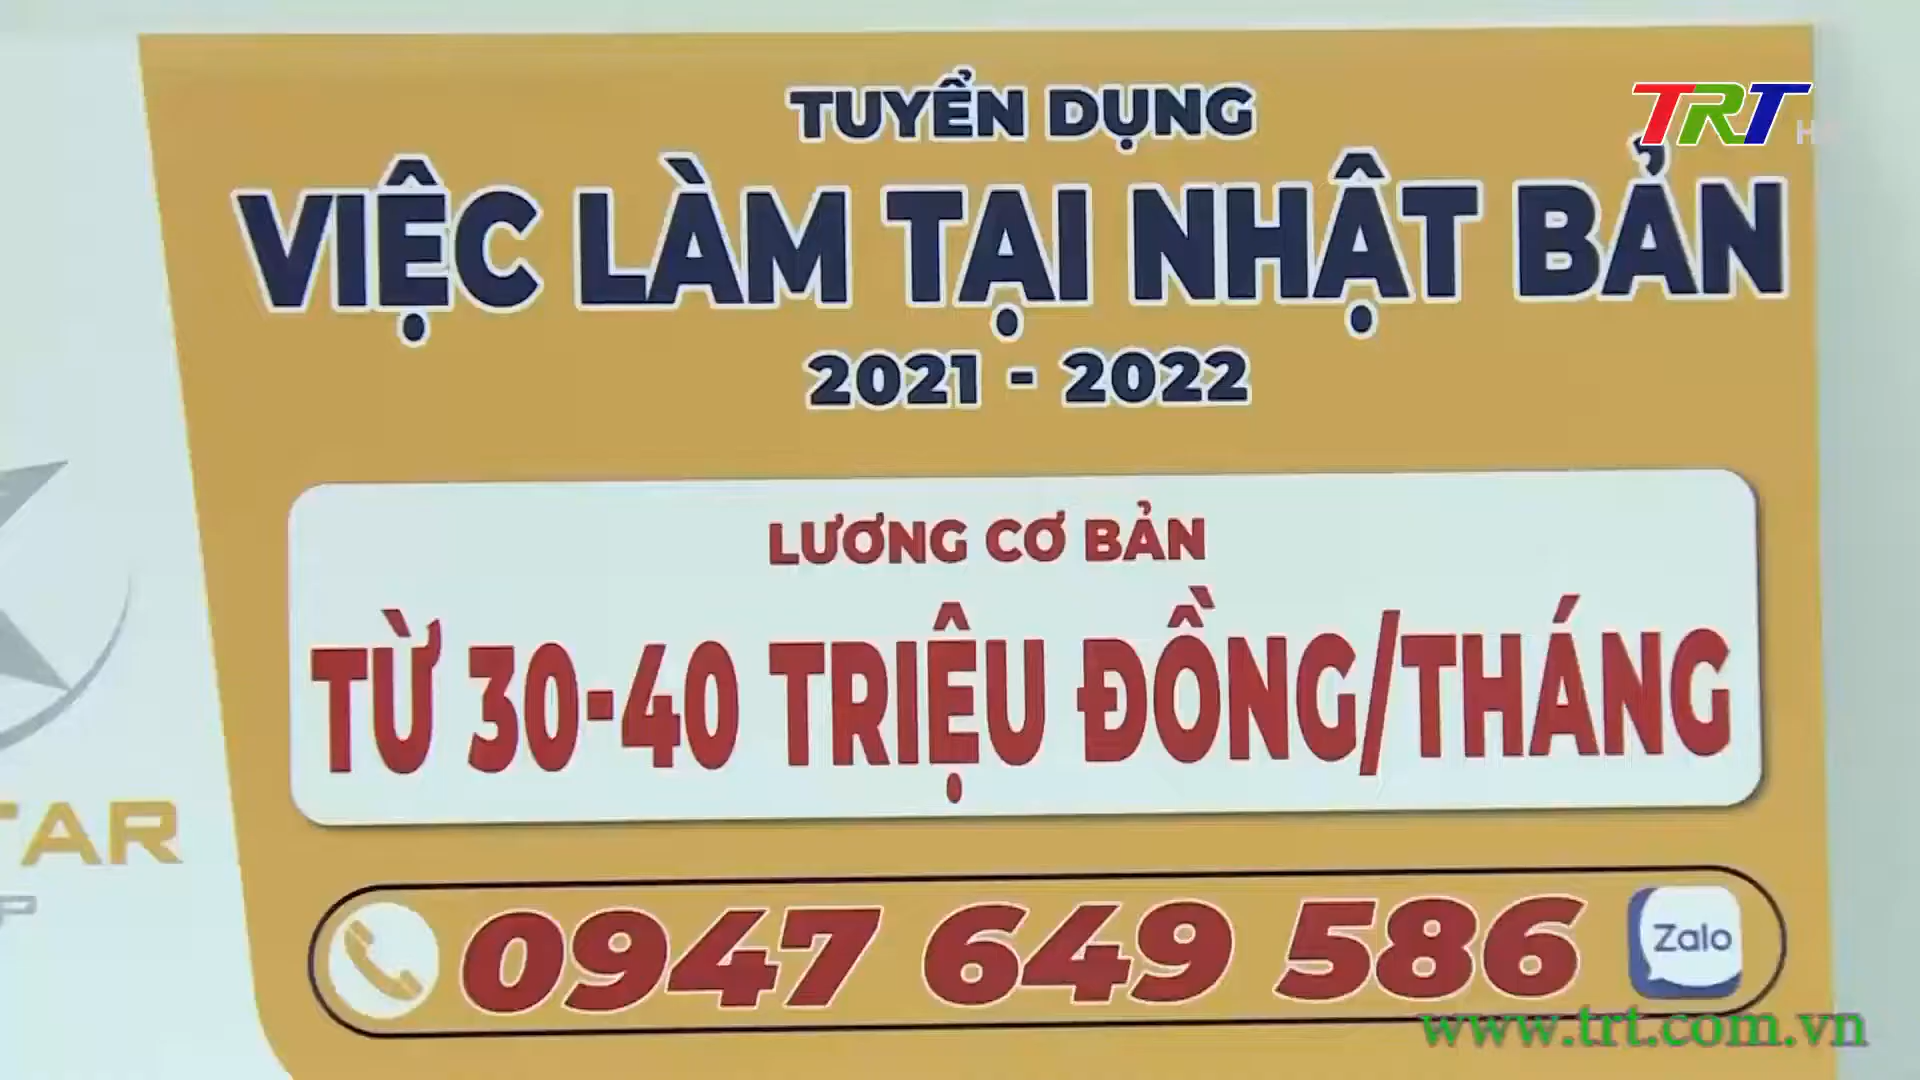 TRT
TUYỂN DỤNG
VIỆC LÀM TẠI NHẬT BẢN
2021 - 2022
LƯƠNG CƠ BẢN
TỪ 30-40 TRIỆU ĐỒNG/THÁNG
0947 649 586
Zalo
www.trt.com.vn